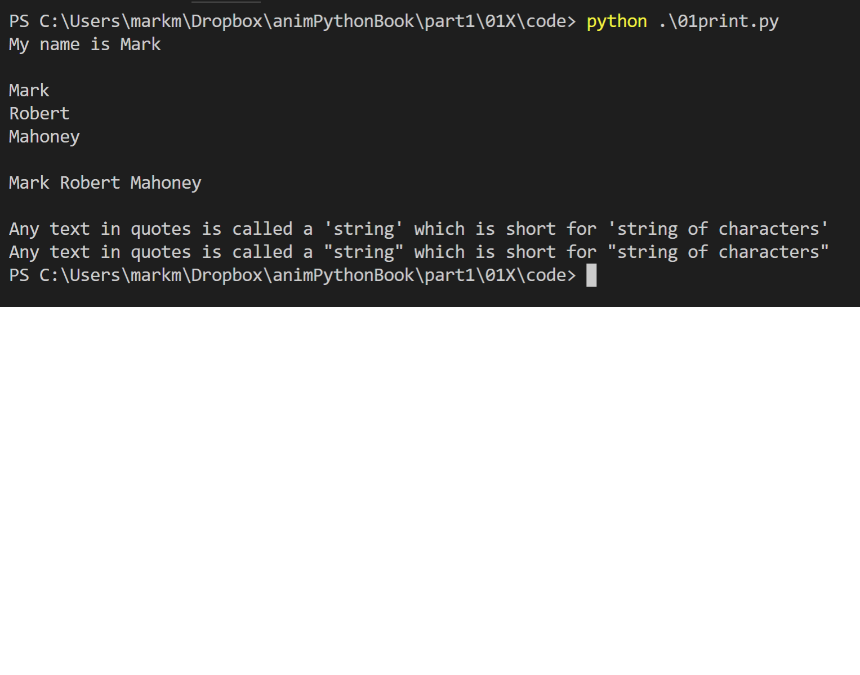 PS C:\Users\markm\Dropbox\animPythonBook\part1\01X\code> python .\01print.py
My name is Mark
Mark
Robert
Mahoney
Mark Robert Mahoney
Any text in quotes is called a 'string' which is short for 'string of characters'
Any text in quotes is called a "string" which is short for "string of characters"
PS C:\Users\markm\Dropbox\animPythonBook\part1\01X\code>